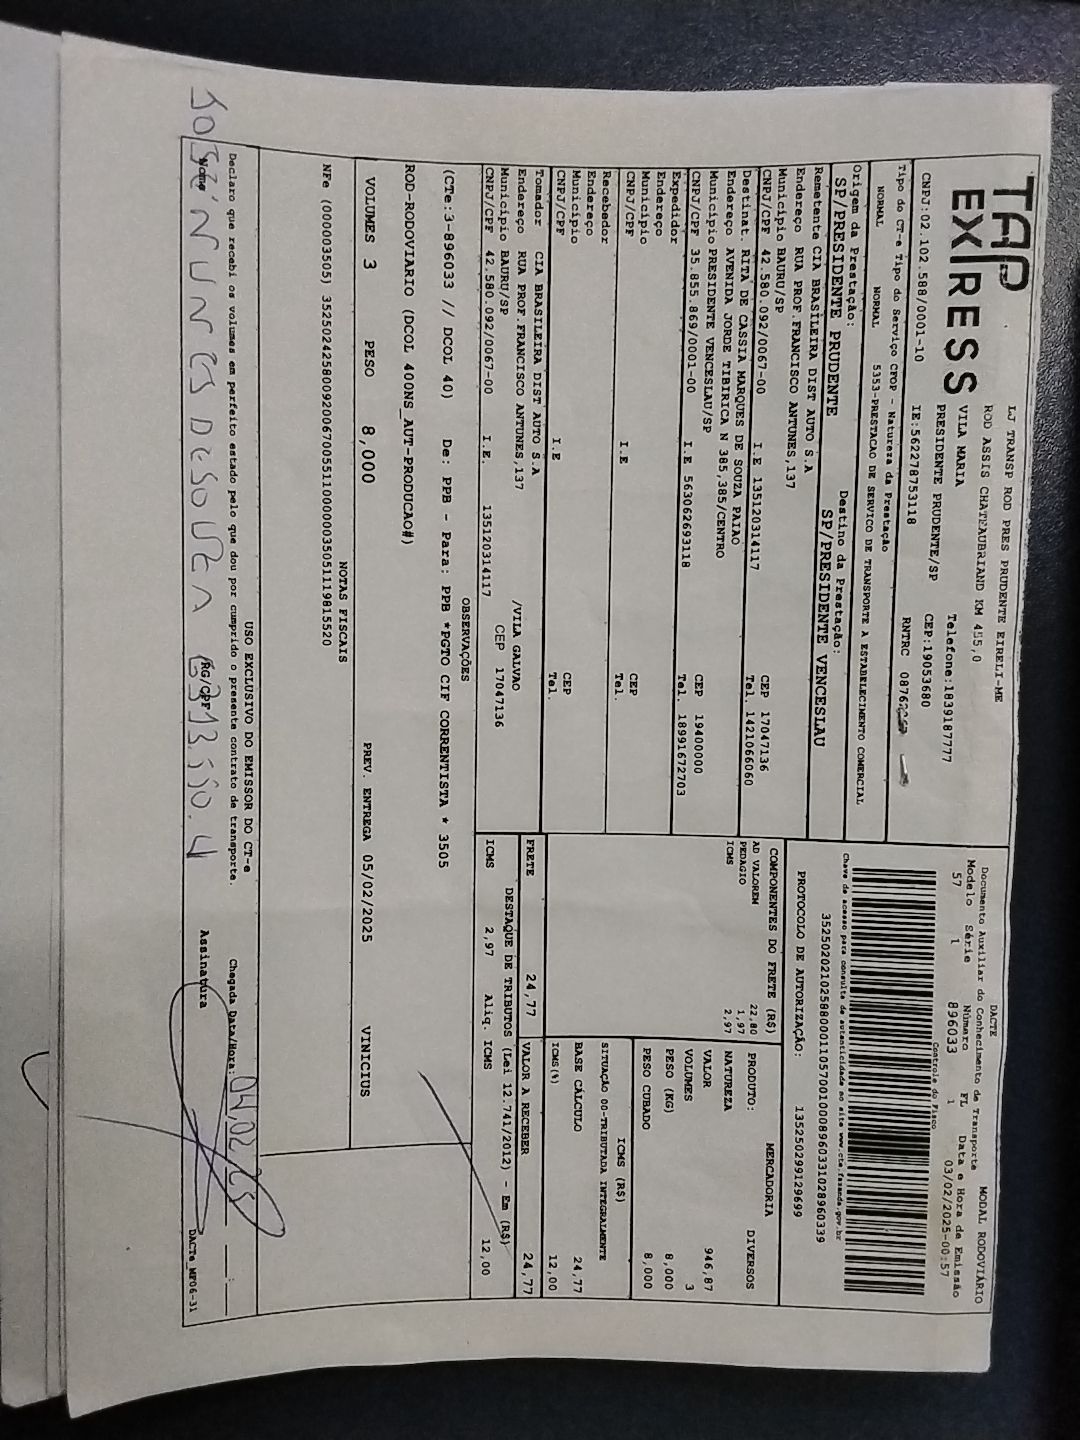 TAP
EXPRESS
LJ TRANSP ROD PRES PRUDENTE EIRELI-ME
ROD ASSIS CHATEAUBRIAND KM 455,0
VILA MARIA
Telefone:1839187777
PRESIDENTE PRUDENTE/SP
CEP:19053680
CNPJ:02.102.588/0001-10
IE:562278753118
RNTRC
Tipo do CT-e Tipo do Serviço CFOP - Natureza da Prestação
NORMAL NORMAL 5353-PRESTACAO DE SERVICO DE TRANSPORTE A ESTABELECIMENTO COMERCIAL
Origem da Prestação: Destino da Prestação:
SP/PRESIDENTE PRUDENTE SP/PRESIDENTE VENCESLAU
Remetente CIA BRASILEIRA DIST AUTO S.A
Endereço RUA PROF.FRANCISCO ANTUNES,137
Município BAURU/SP CEP 17047136
CNPJ/CPF 42.580.092/0067-00 I.E 135120314117 Tel. 1421066060
Destinat. RITA DE CASSIA MARQUES DE SOUZA PAIAO
Endereço AVENIDA JORDE TIBIRICA N 385,385/CENTRO
Município PRESIDENTE VENCESLAU/SP CEP 19400000
CNPJ/CPF 35.855.869/0001-00 I.E 563062693118 Tel. 18991672703
Expedidor
Endereço
Município CEP
CNPJ/CPF I.E Tel.
Recebedor
Endereço
Município CEP
CNPJ/CPF I.E Tel.
Tomador CIA BRASILEIRA DIST AUTO S.A
Endereço RUA PROF.FRANCISCO ANTUNES,137 /VILA GALVAO
Município BAURU/SP CEP 17047136
CNPJ/CPF 42.580.092/0067-00 I.E. 135120314117
DACTE
Documento Auxiliar do Conhecimento de Transporte
MODAL RODOVIÁRIO
Modelo Série Número FL Data e Hora de Emissão
57 1 896033 1 03/02/2025-00:57
Controle do Fisco
Chave de acesso para consulta de autenticidade no site www.cte.fazenda.gov.br
35250202102588000110570010008960331028960339
PROTOCOLO DE AUTORIZAÇÃO: 135250299129699
COMPONENTES DO FRETE (R$)
AD VALOREM 22,80
PEDAGIO 1,97
ICMS 2,97
MERCADORIA
PRODUTO: DIVERSOS
NATUREZA
VALOR 946,87
VOLUMES 3
PESO (KG) 8,000
PESO CUBADO 8,000
ICMS (R$)
SITUAÇÃO 00-TRIBUTADA INTEGRALMENTE
BASE CÁLCULO 24,77
ICMS(%) 12,00
FRETE 24,77 VALOR A RECEBER 24,77
DESTAQUE DE TRIBUTOS (Lei 12.741/2012) - Em (R$)
ICMS 2,97 Aliq. ICMS 12,00
OBSERVAÇÕES
(CTe:3-896033 // DCOL 40) De: PPB - Para: PPB *PGTO CIF CORRENTISTA * 3505
ROD-RODOVIARIO (DCOL 400NS_AUT-PRODUCAO#)
VOLUMES 3 PESO 8,000 PREV. ENTREGA 05/02/2025 VINICIUS
NOTAS FISCAIS
NFe (000003505) 35250242580092006700551100000035051119815520
USO EXCLUSIVO DO EMISSOR DO CT-e
Declaro que recebi os volumes em perfeito estado pelo que dou por cumprido o presente contrato de transporte. Chegada Data/Hora: 04/02/25 __:__
Nome RG/CPF Assinatura
JOSÉ NUNES DE SOUZA
DACTe_MP06-31